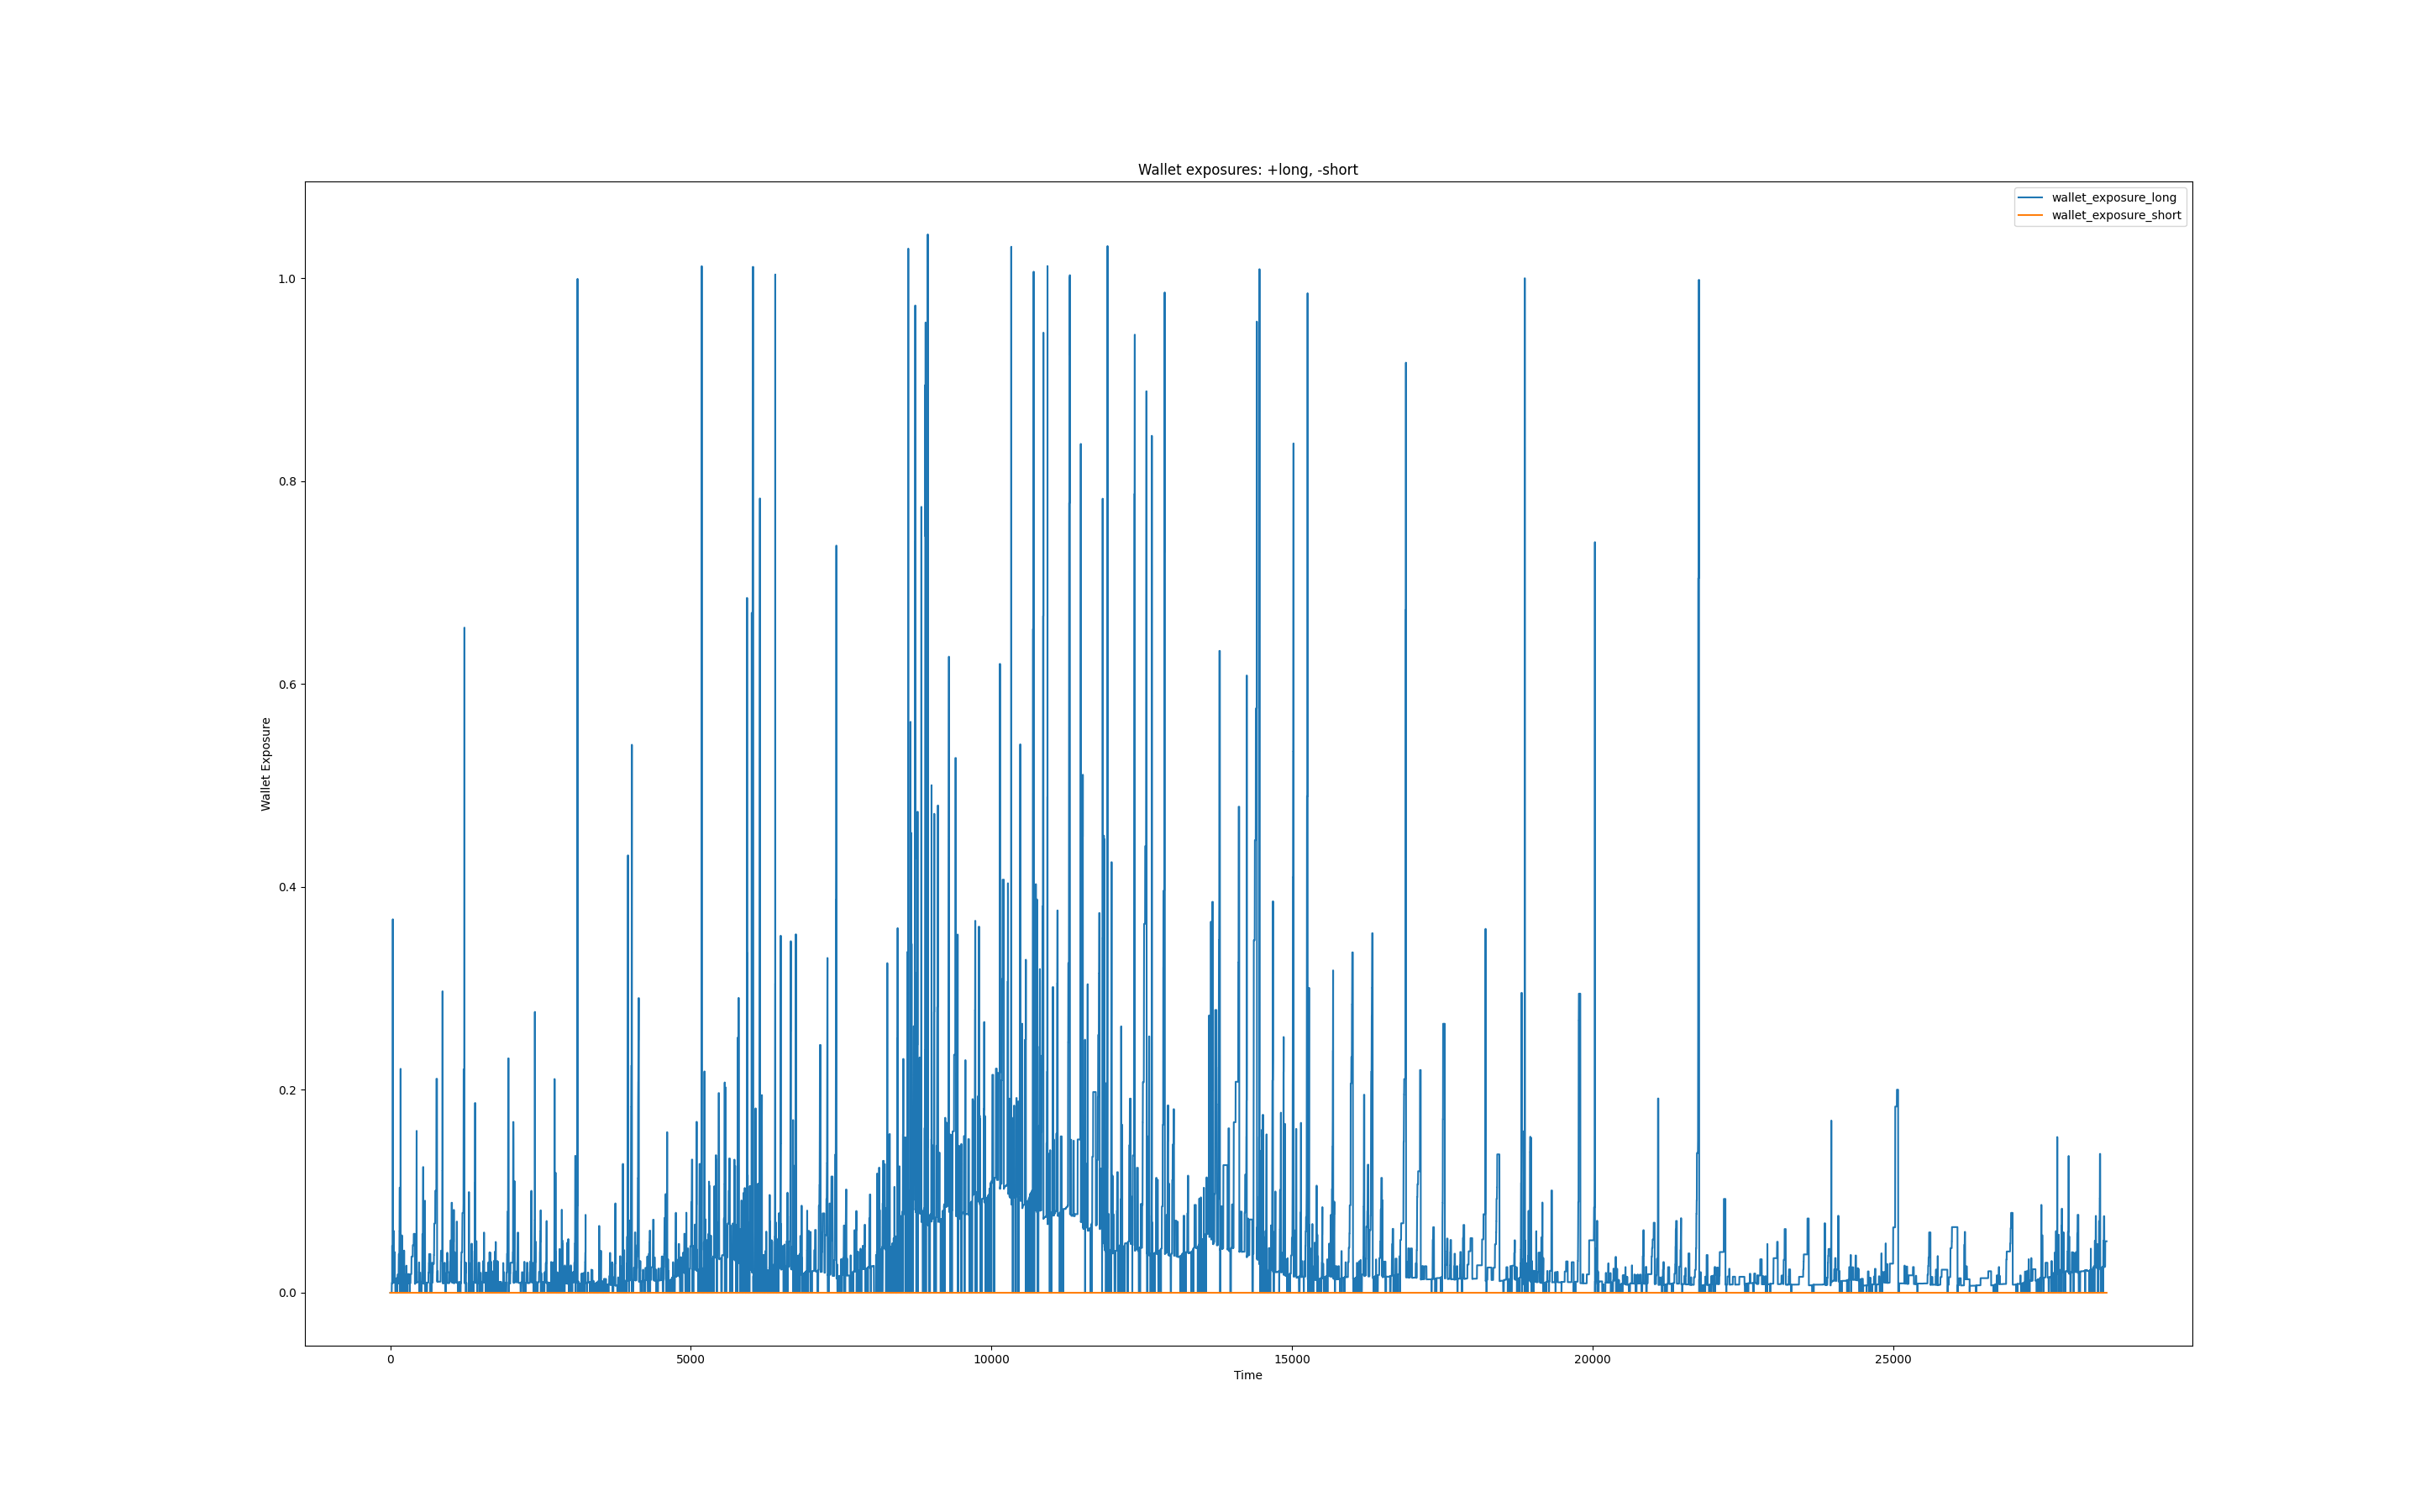 Wallet exposures: +long, -short
wallet_exposure_long
wallet_exposure_short
1.0
0.8
0.6
0.4
0.2
0.0
Wallet Exposure
0 5000 10000 15000 20000 25000
Time